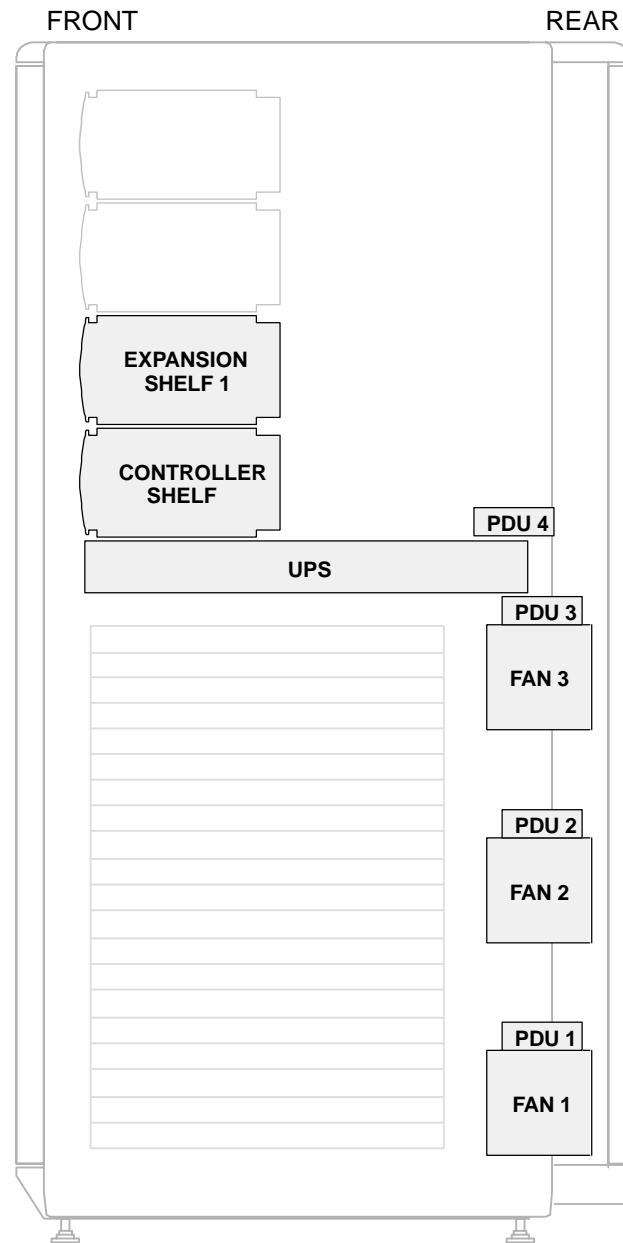 FRONT
REAR
EXPANSION
SHELF 1
CONTROLLER
SHELF
PDU 4
UPS
PDU 3
FAN 3
PDU 2
FAN 2
PDU 1
FAN 1